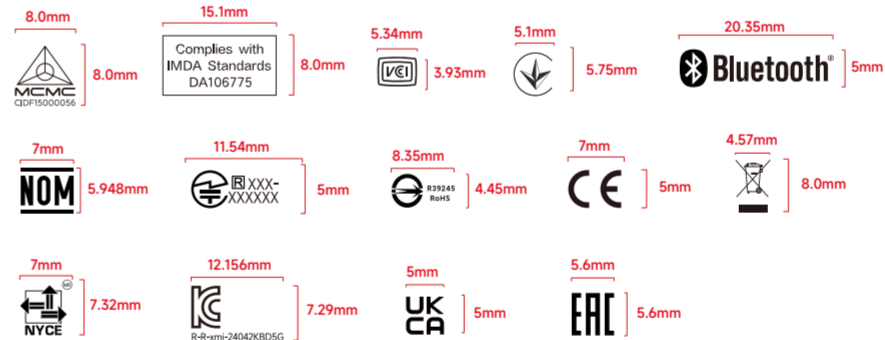 8.0mm
15.1mm
5.34mm
5.1mm
20.35mm
MCMC
CIDF15000056
8.0mm
Complies with
IMDA Standards
DA106775
8.0mm
VCI
3.93mm
5.75mm
Bluetooth®
5mm
7mm
11.54mm
8.35mm
7mm
4.57mm
NOM
5.948mm
R XXX-
XXXXXX
5mm
R39245
RoHS
4.45mm
CE
5mm
8.0mm
7mm
12.156mm
5mm
5.6mm
NYCE
7.32mm
KC
R-R-xmi-24042KBD5G
7.29mm
UK
CA
5mm
EAC
5.6mm